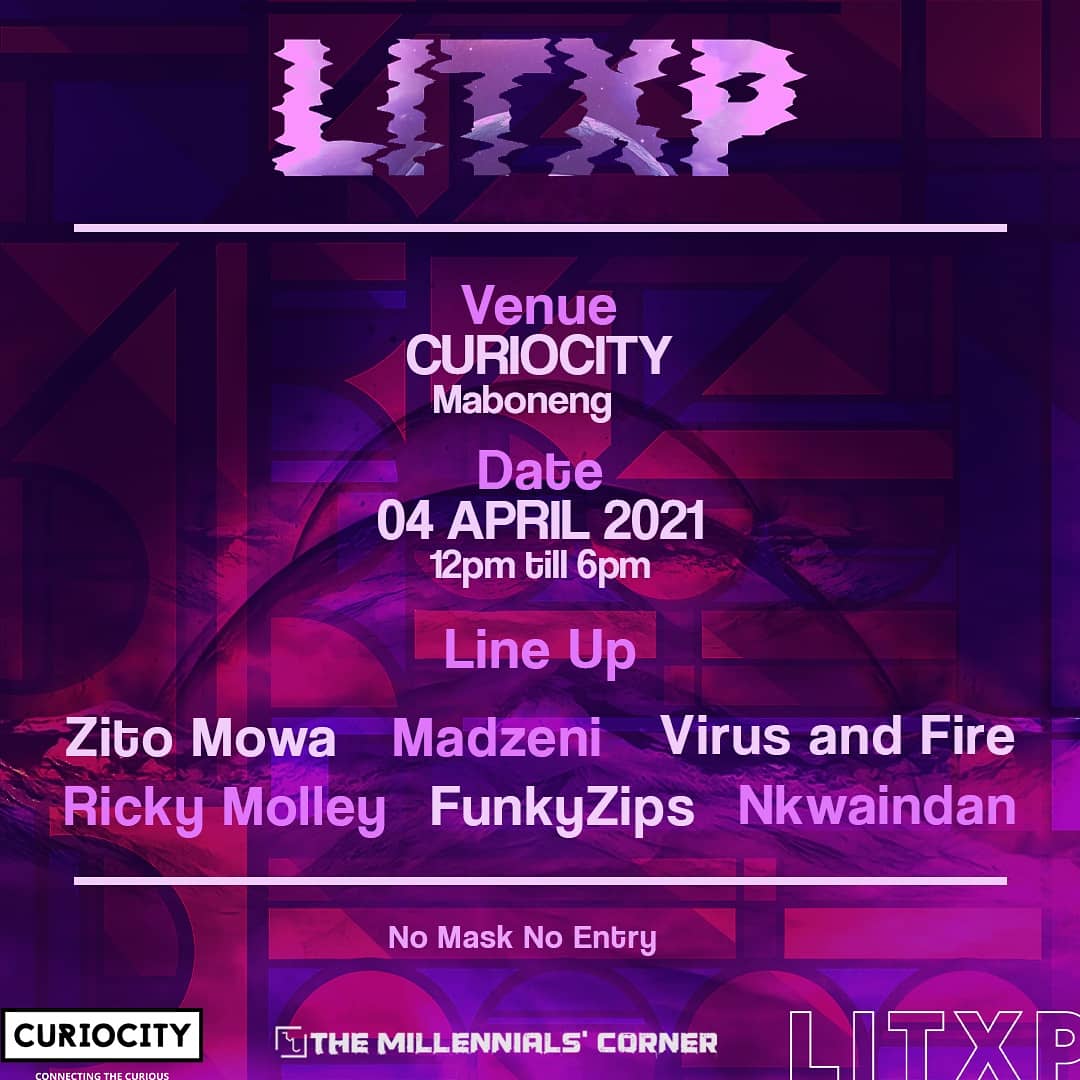 LITXP
Venue
CURIOCITY
Maboneng
Date
04 APRIL 2021
12pm till 6pm
Line Up
Zito Mowa Madzeni Virus and Fire
Ricky Molley FunkyZips Nkwaindan
No Mask No Entry
CURIOCITY
CONNECTING THE CURIOUS
THE MILLENNIALS' CORNER
LITXP